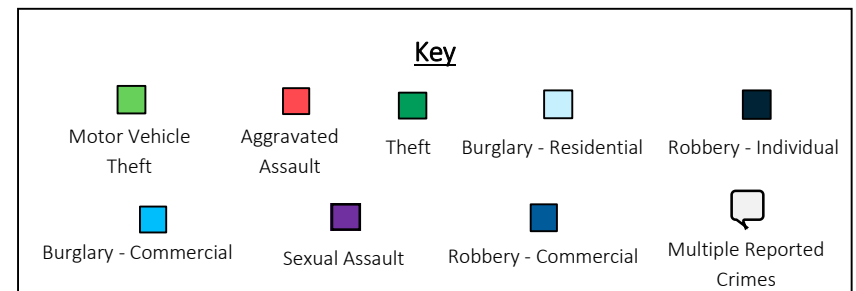 Key
Motor Vehicle
Theft
Aggravated
Assault
Theft
Burglary - Residential
Robbery - Individual
Burglary - Commercial
Sexual Assault
Robbery - Commercial
Multiple Reported
Crimes